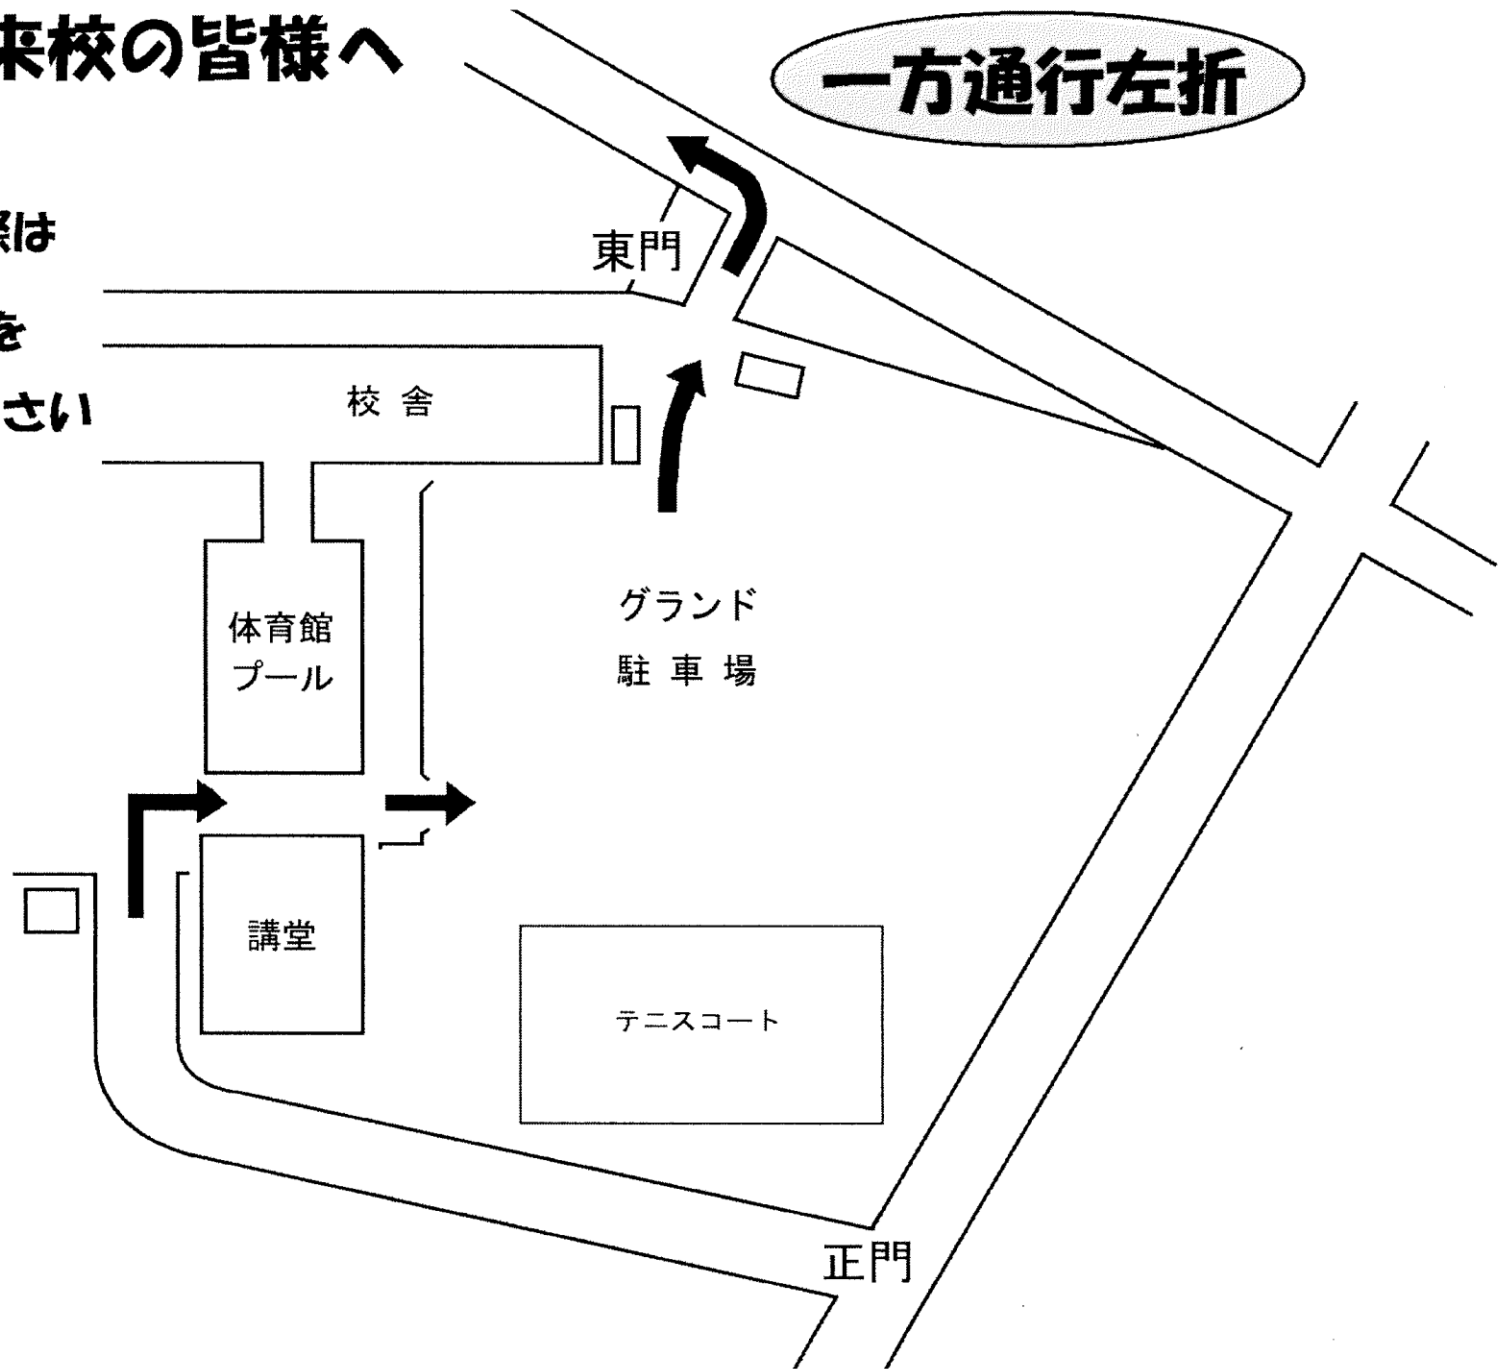 来校の皆様へ
一方通行左折
際は
を
さい
東門
校舎
グランド
駐車場
体育館
プール
講堂
テニスコート
正門